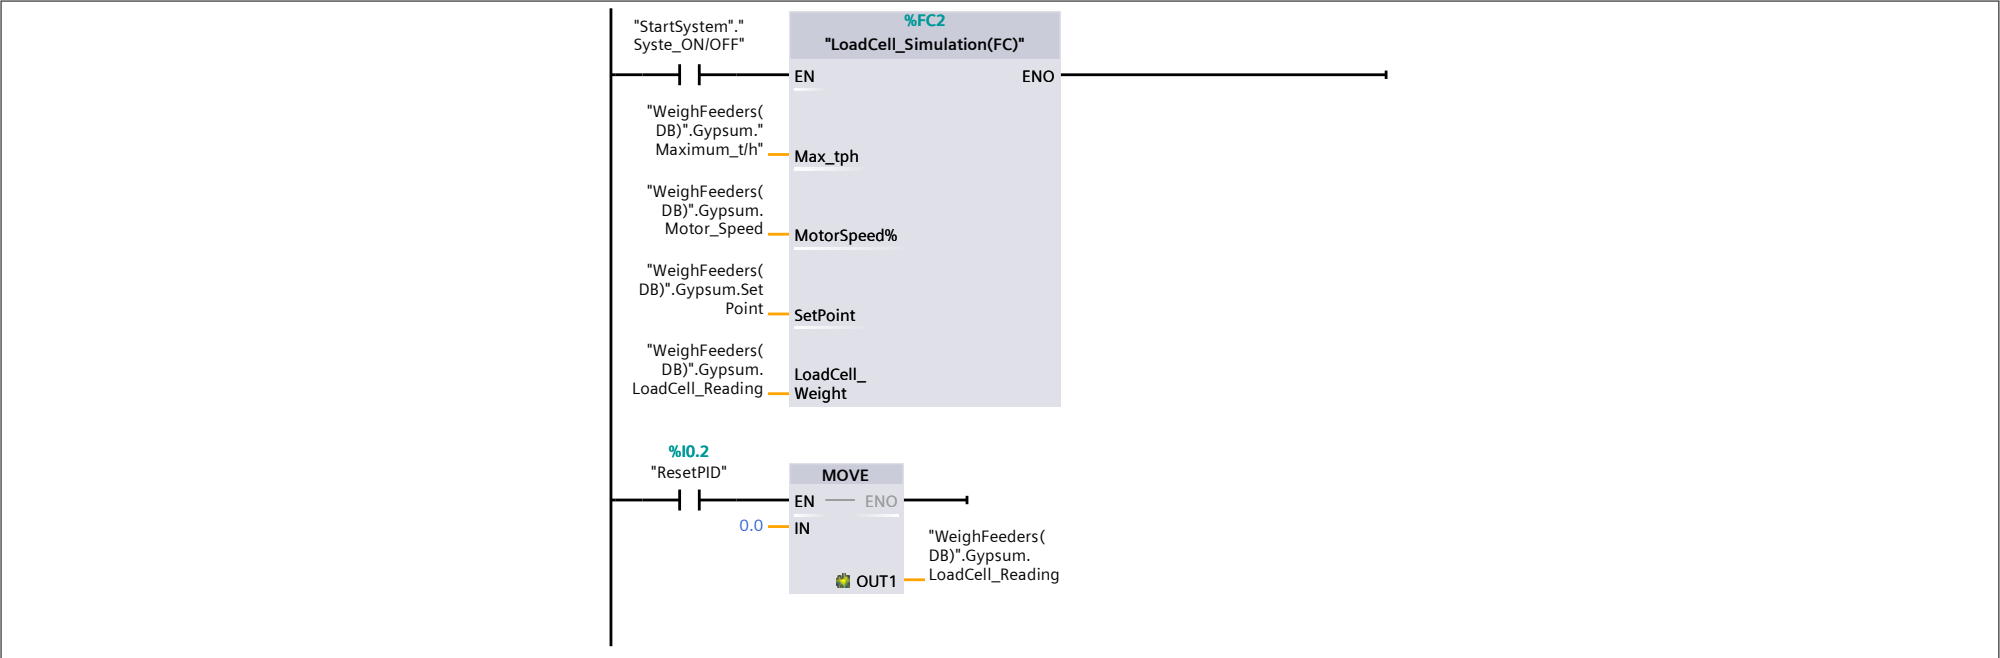 "StartSystem"."
Syste_ON/OFF"
%FC2
"LoadCell_Simulation(FC)"
EN
ENO
"WeighFeeders(
DB)".Gypsum."
Maximum_t/h"
Max_tph
"WeighFeeders(
DB)".Gypsum.
Motor_Speed
MotorSpeed%
"WeighFeeders(
DB)".Gypsum.Set
Point
SetPoint
"WeighFeeders(
DB)".Gypsum.
LoadCell_Reading
LoadCell_
Weight
%I0.2
"ResetPID"
MOVE
EN
ENO
0.0
IN
OUT1
"WeighFeeders(
DB)".Gypsum.
LoadCell_Reading